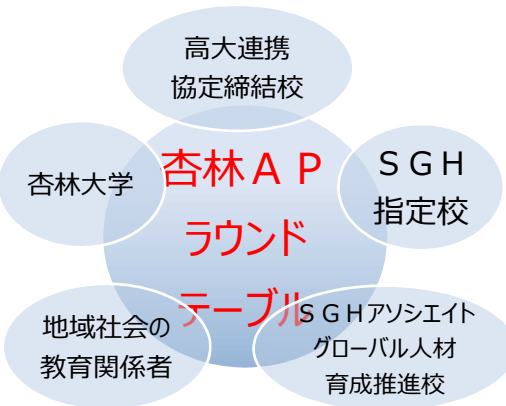 高大連携
協定締結校
杏林大学
杏林ＡＰ
ラウンド
テーブル
ＳＧＨ
指定校
地域社会の
教育関係者
ＳＧＨアソシエイト
グローバル人材
育成推進校